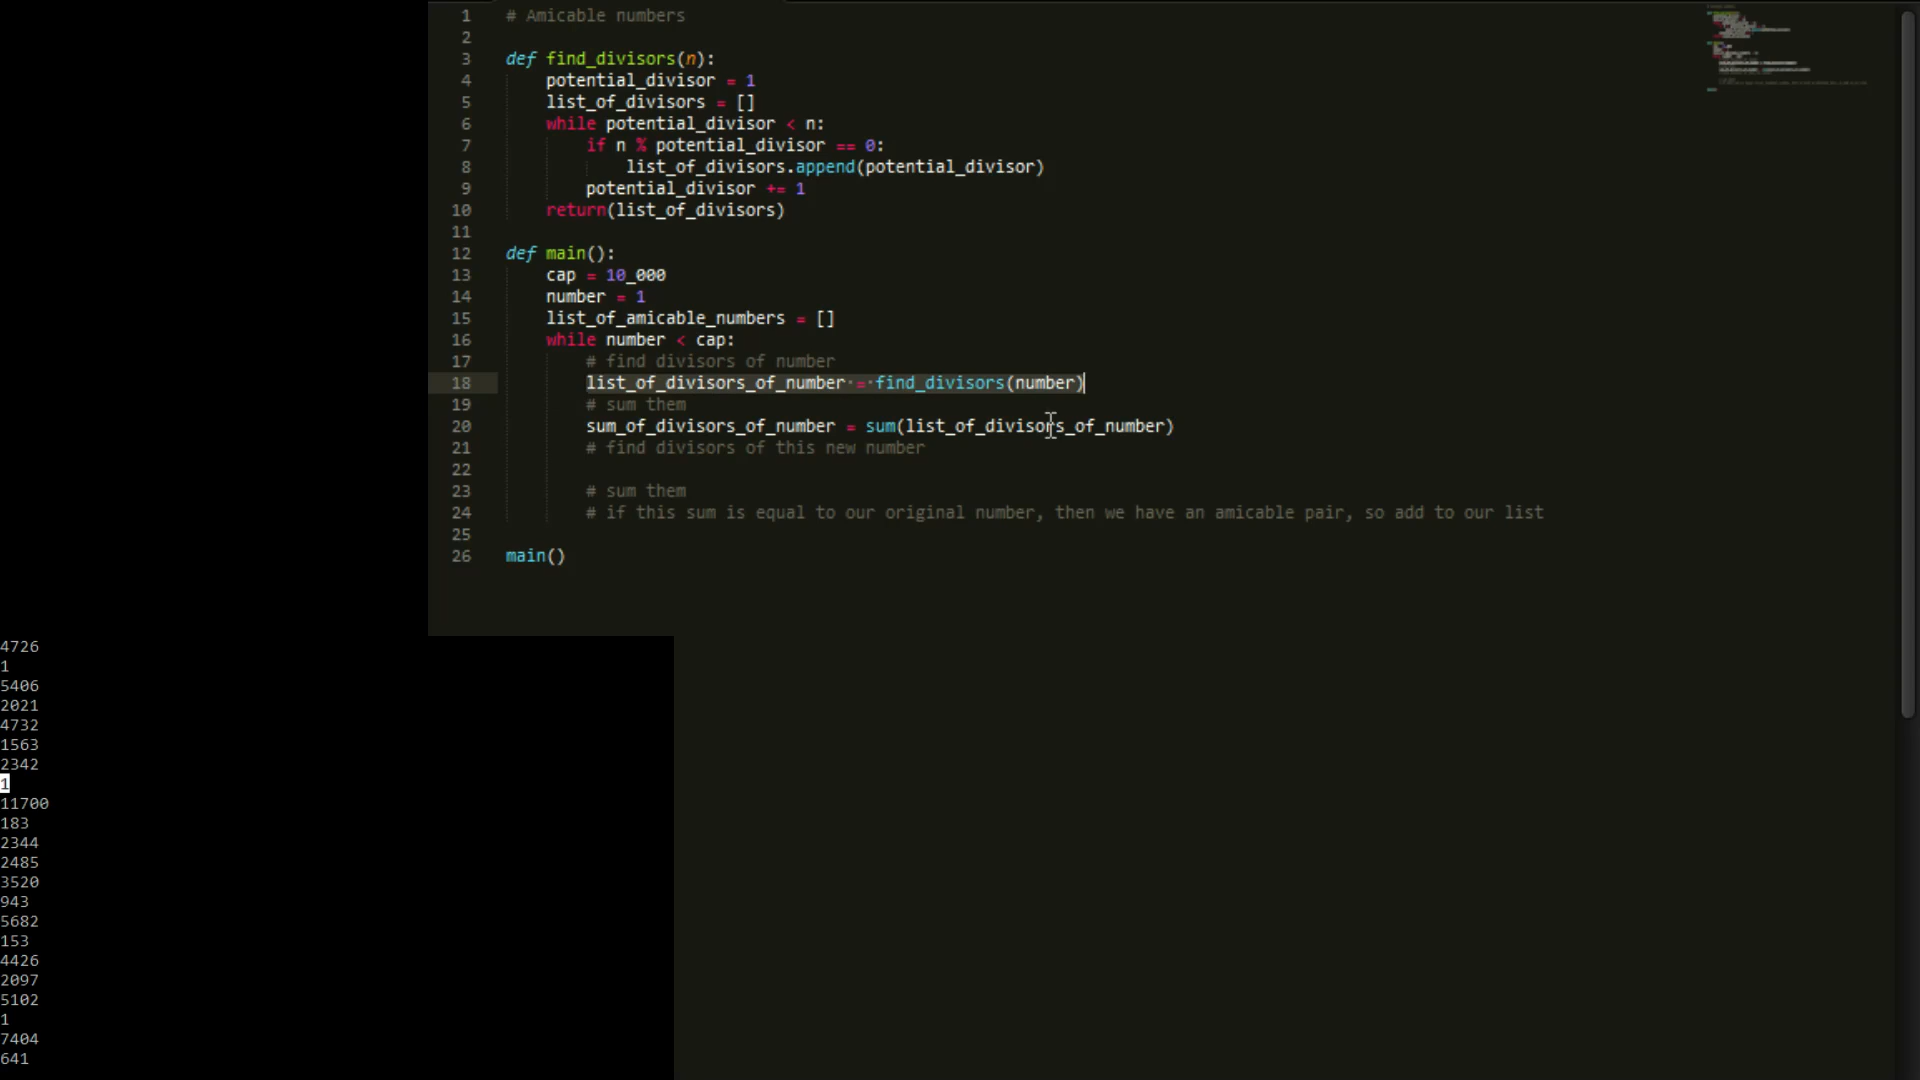 1 # Amicable numbers
2
3 def find_divisors(n):
4 potential_divisor = 1
5 list_of_divisors = []
6 while potential_divisor < n:
7 if n % potential_divisor == 0:
8 list_of_divisors.append(potential_divisor)
9 potential_divisor += 1
10 return(list_of_divisors)
11
12 def main():
13 cap = 10_000
14 number = 1
15 list_of_amicable_numbers = []
16 while number < cap:
17 # find divisors of number
18 list_of_divisors_of_number = find_divisors(number)
19 # sum them
20 sum_of_divisors_of_number = sum(list_of_divisors_of_number)
21 # find divisors of this new number
22
23 # sum them
24 # if this sum is equal to our original number, then we have an amicable pair, so add to our list
25
26 main()
4726
1
5406
2021
4732
1563
2342
1
11700
183
2344
2485
3520
943
5682
153
4426
2097
5102
1
7404
641